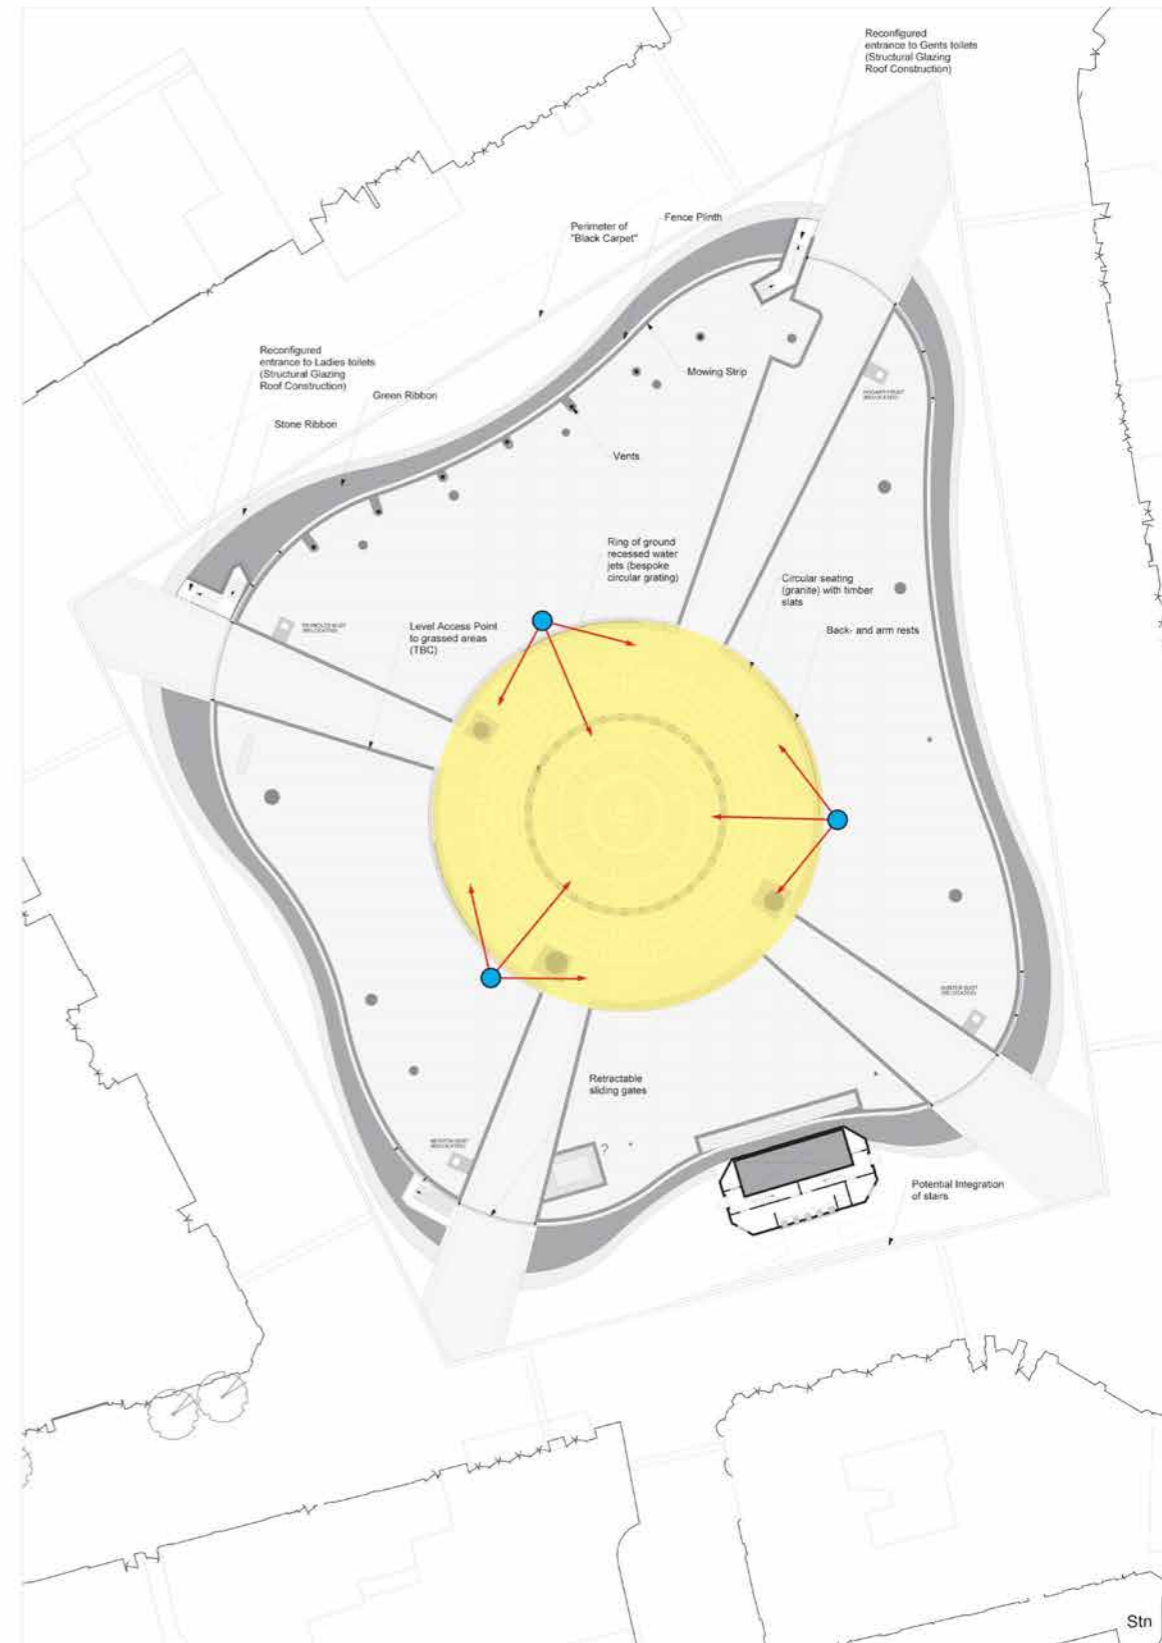 Reconfigured
entrance to Gents toilets
(Structural Glazing
Roof Construction)
Fence Plinth
Perimeter of
"Black Carpet"
Reconfigured
entrance to Ladies toilets
(Structural Glazing
Roof Construction)
Mowing Strip
Green Ribbon
Stone Ribbon
Vents
Ring of ground
recessed water
jets (bespoke
circular grating)
Circular seating
(granite) with timber
slats
Level Access Point
to grassed areas
(TBC)
Back- and arm rests
Retractable
sliding gates
?
Potential Integration
of stairs
Stn